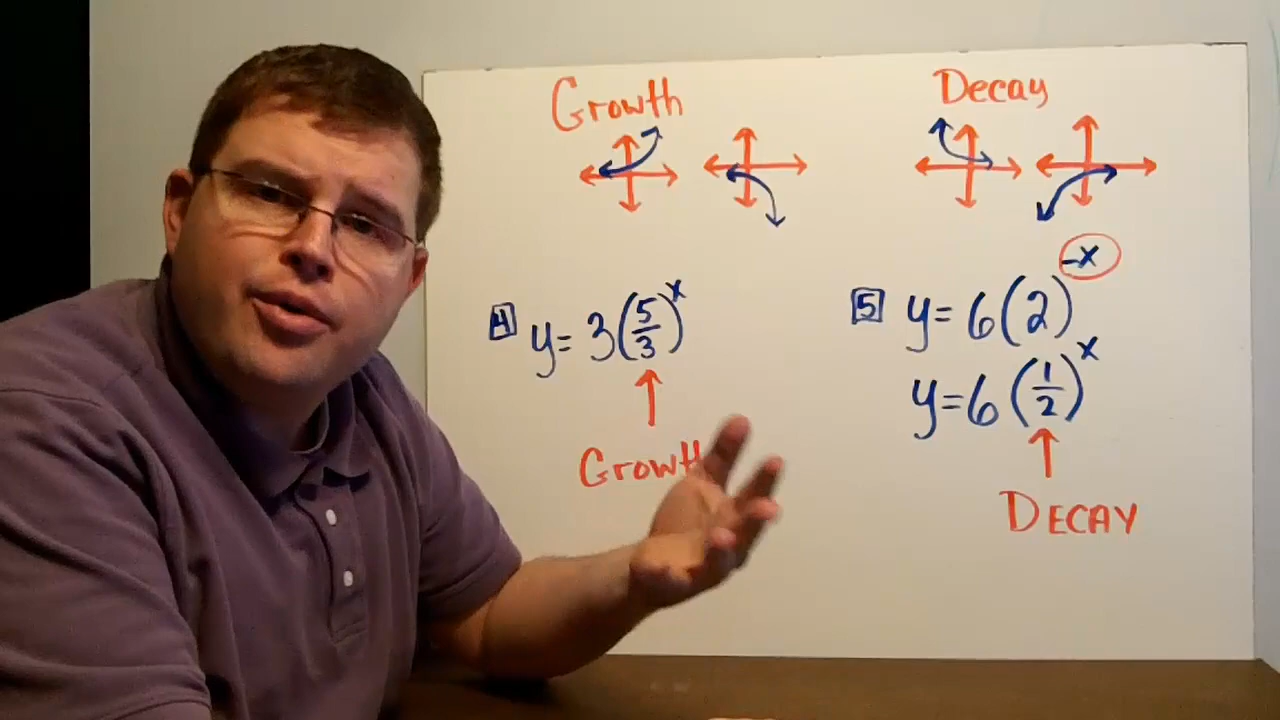 Growth
Decay
4 y = 3(5/3)^x
Growth
5 y = 6(2)^-x
y = 6(1/2)^x
DECAY